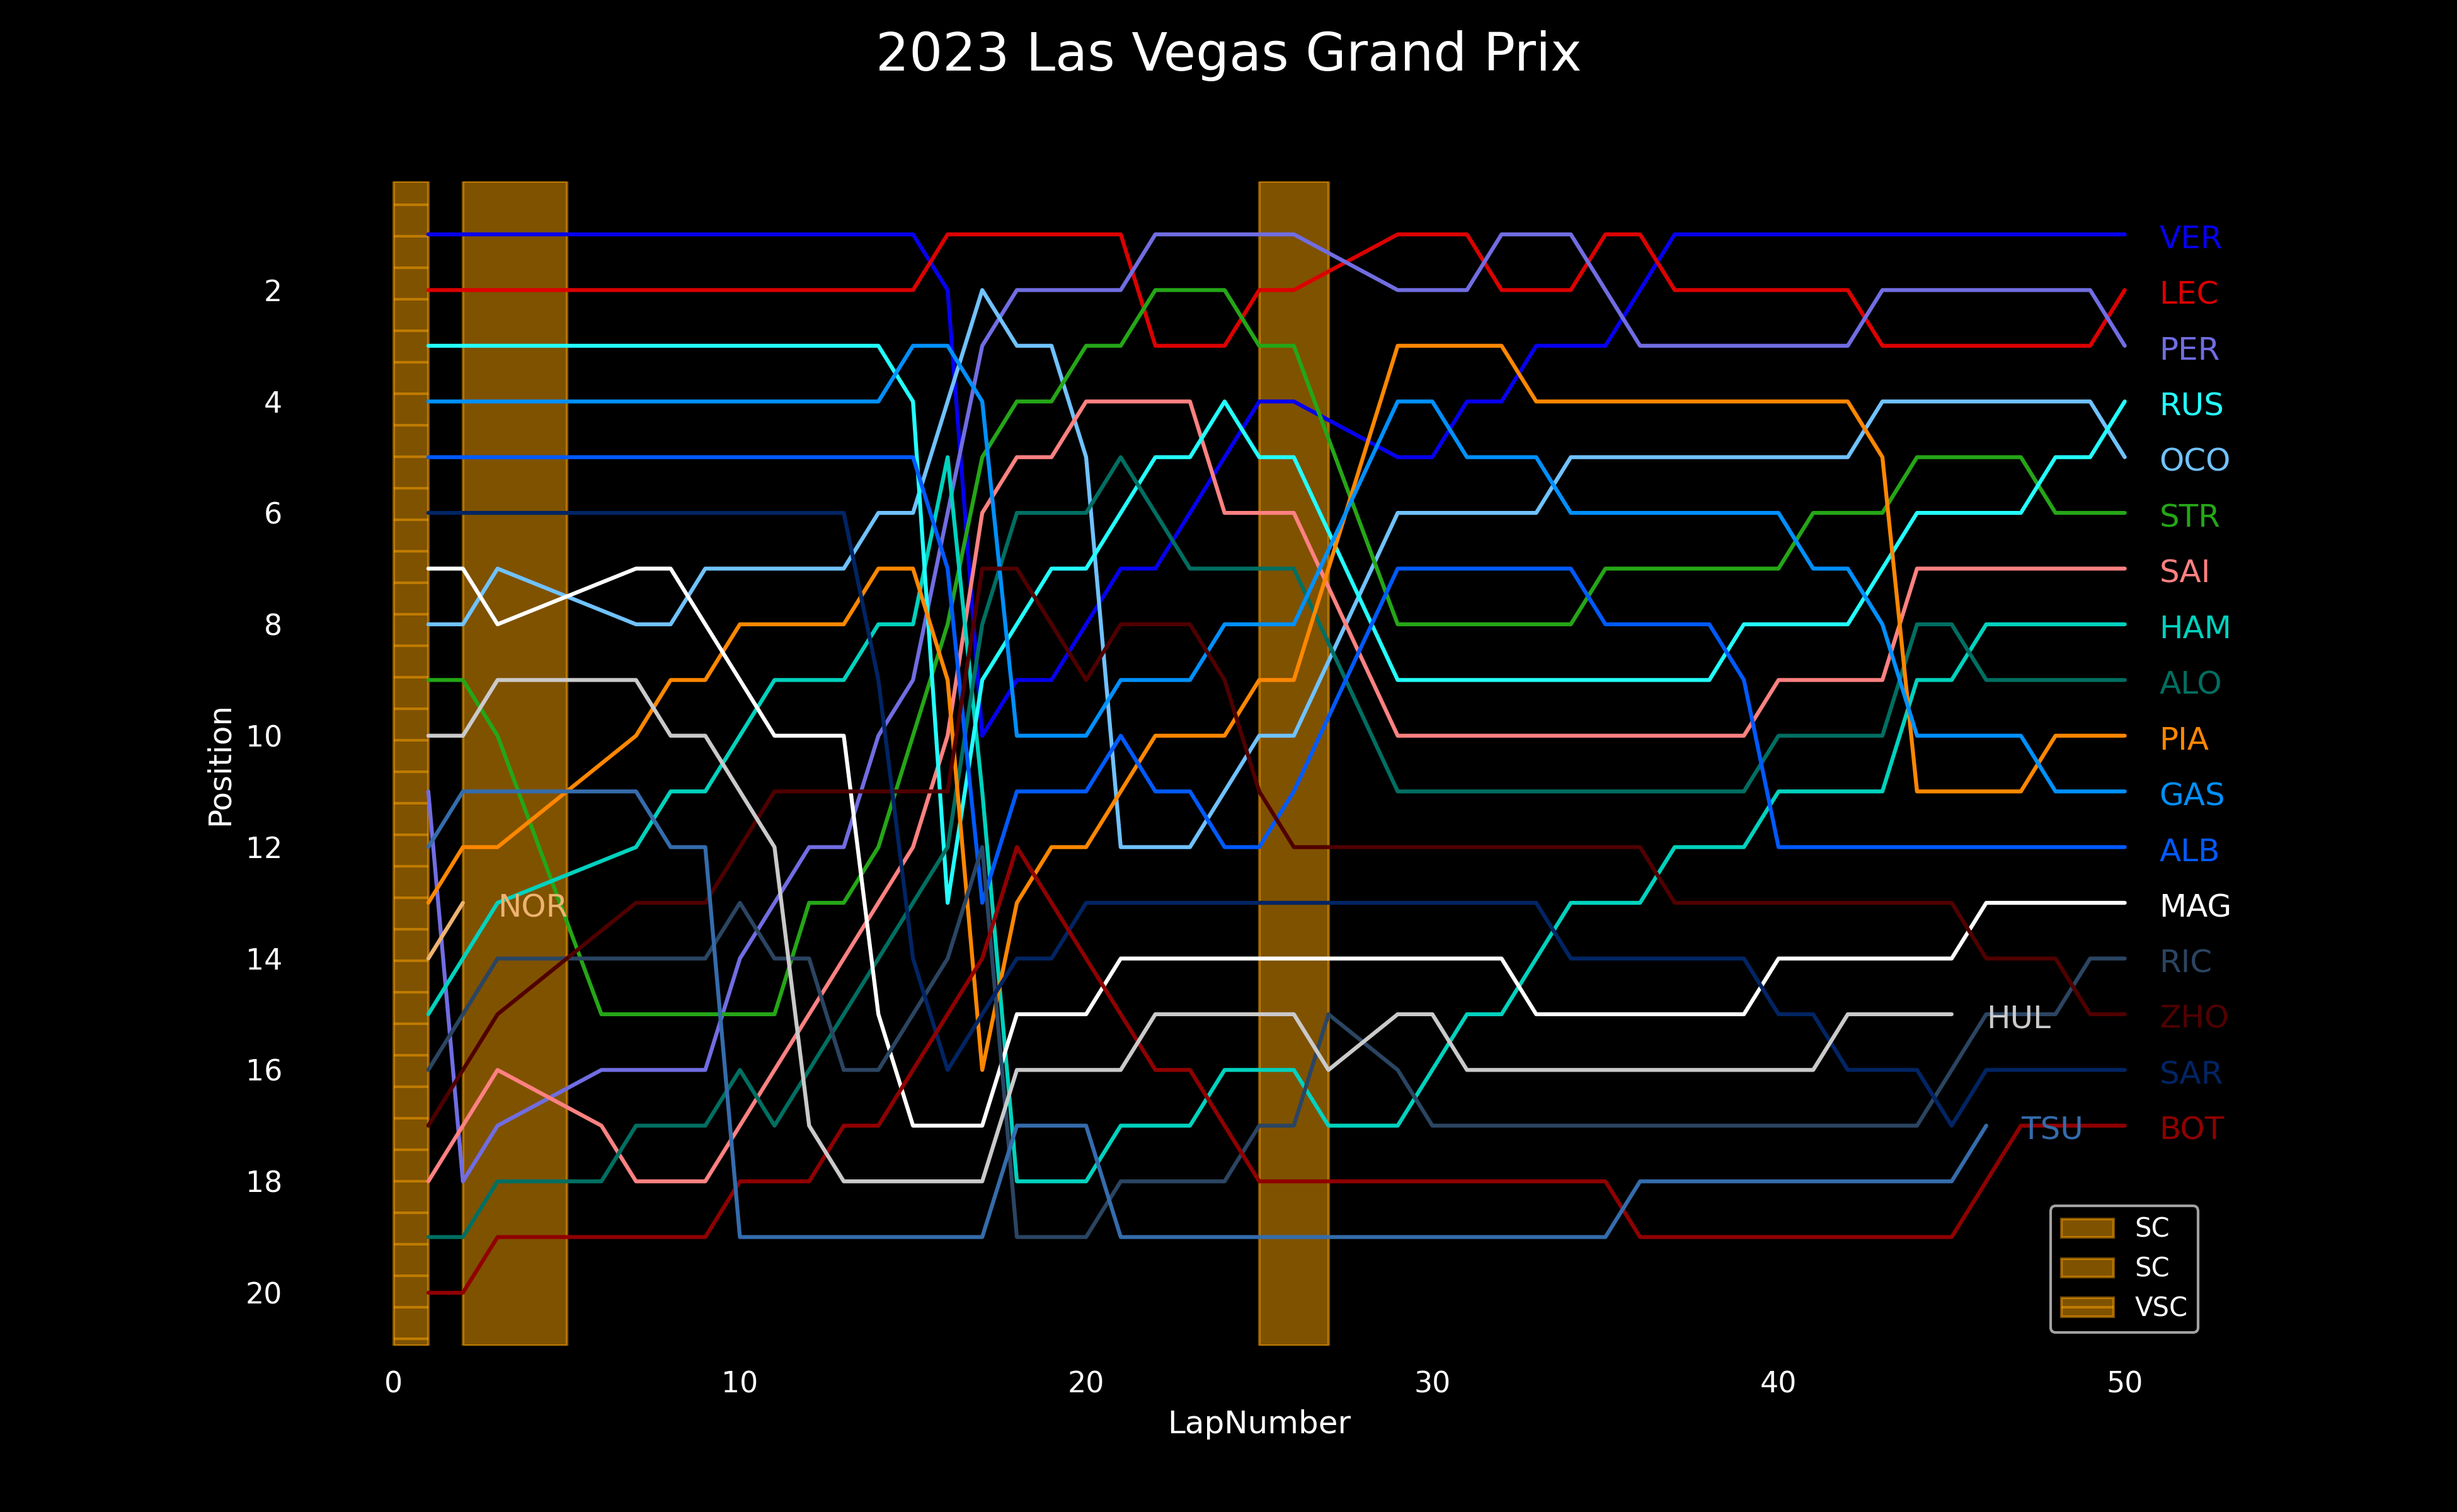 2023 Las Vegas Grand Prix
Position
2
4
6
8
10
12
14
16
18
20
NOR
VER
LEC
PER
RUS
OCO
STR
SAI
HAM
ALO
PIA
GAS
ALB
MAG
RIC
HUL
ZHO
SAR
TSU
BOT
SC
SC
VSC
0 10 20 30 40 50
LapNumber